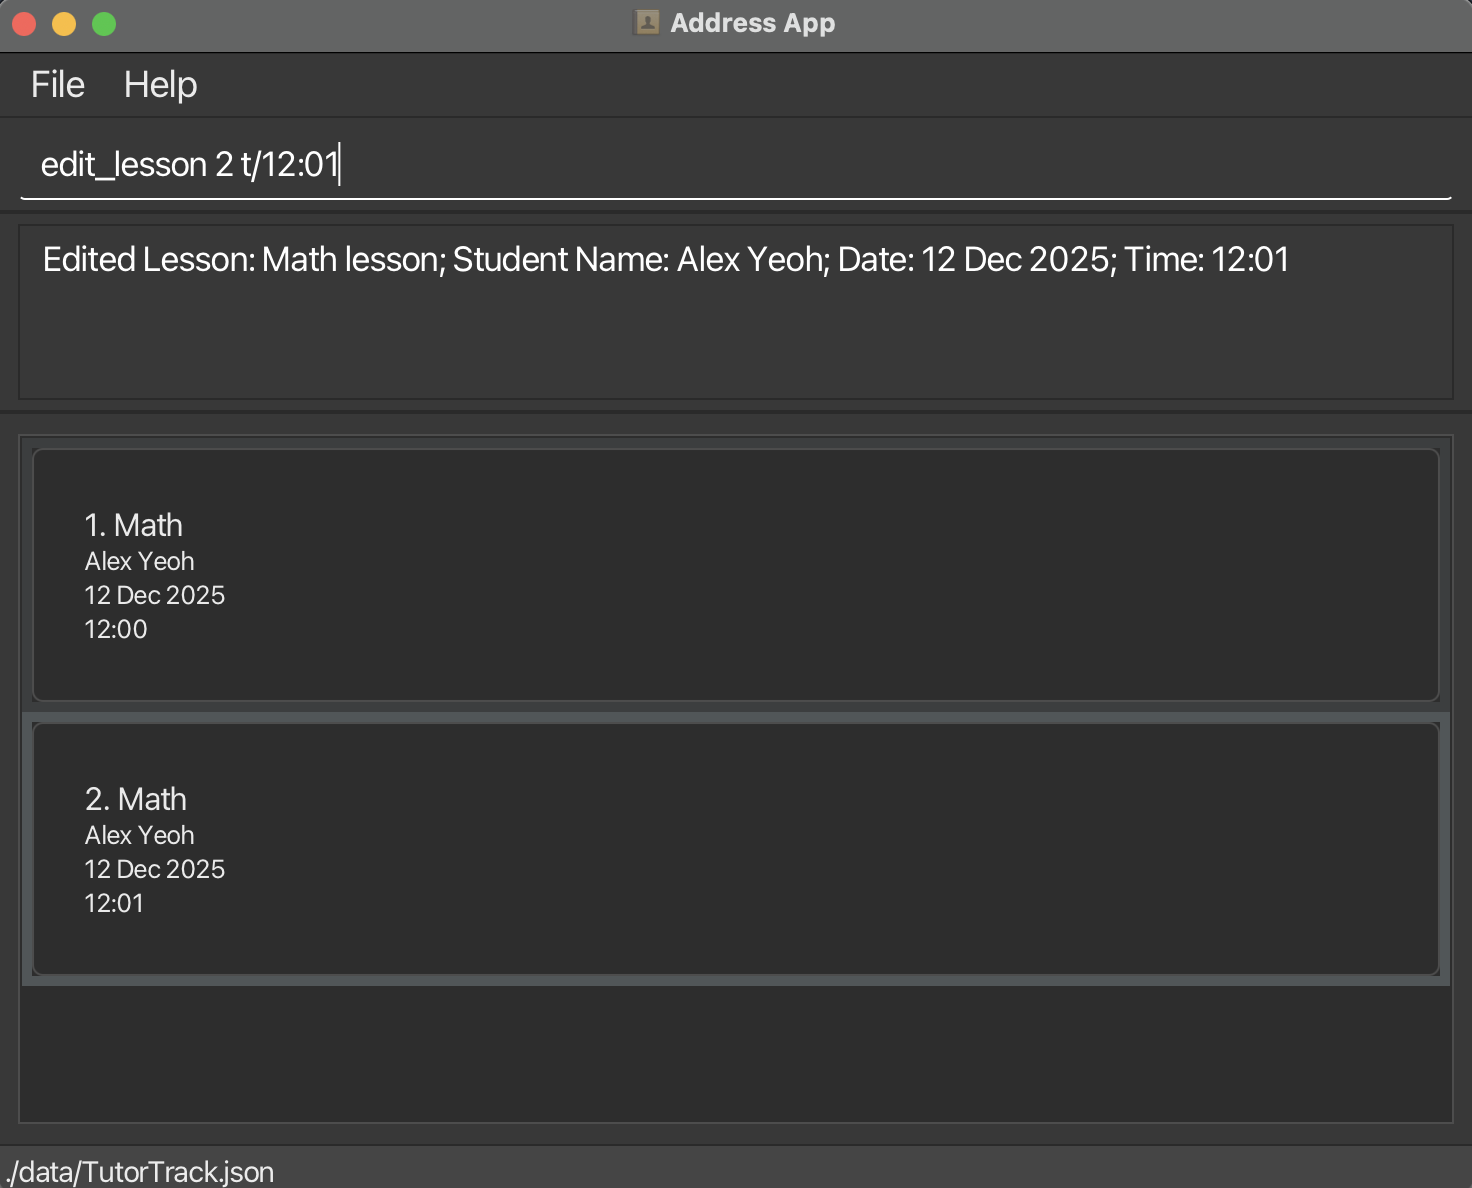 Address App
File Help
edit_lesson 2 t/12:01
Edited Lesson: Math lesson; Student Name: Alex Yeoh; Date: 12 Dec 2025; Time: 12:01
1. Math
Alex Yeoh
12 Dec 2025
12:00
2. Math
Alex Yeoh
12 Dec 2025
12:01
./data/TutorTrack.json